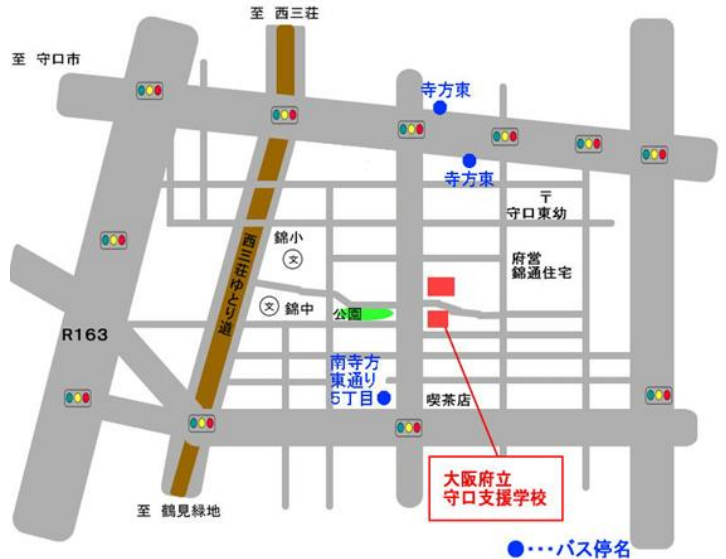 至 西三荘
至 守口市
寺方東
寺方東
〒
守口東幼
錦小
文
府営
錦通住宅
西三荘ゆとり道
文
錦中
公園
R163
南寺方
東通り
5丁目
喫茶店
大阪府立
守口支援学校
至 鶴見緑地
●・・・バス停名